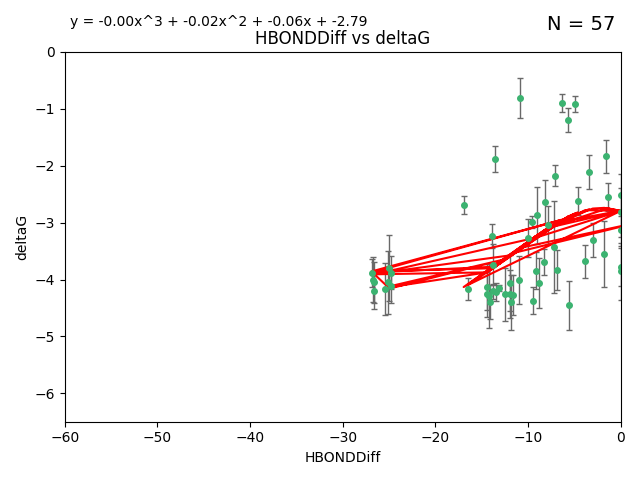 y = -0.00x^3 + -0.02x^2 + -0.06x + -2.79
N = 57
HBONDDiff vs deltaG
0
−1
−2
−3
−4
−5
−6
deltaG
−60 −50 −40 −30 −20 −10 0
HBONDDiff